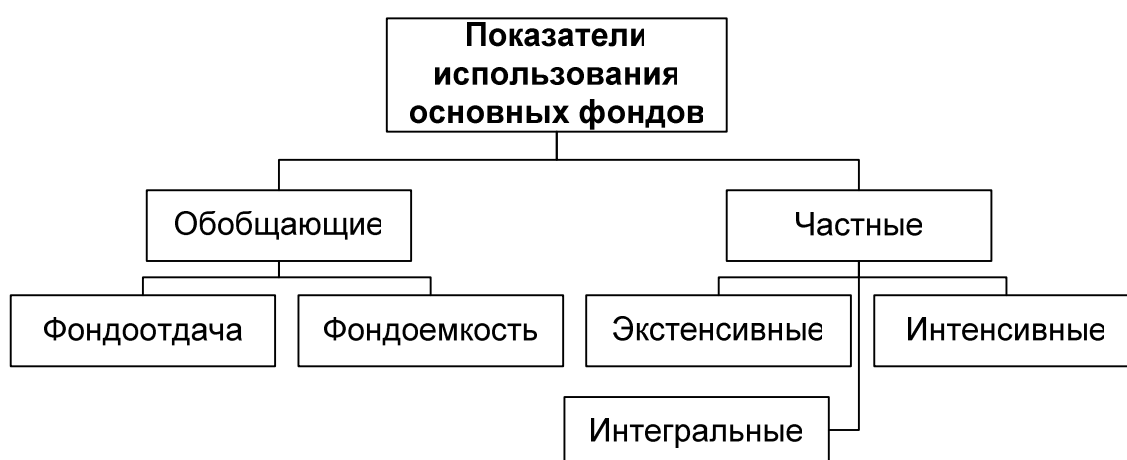 Показатели
использования
основных фондов
Обобщающие
Частные
Фондоотдача
Фондоемкость
Экстенсивные
Интенсивные
Интегральные